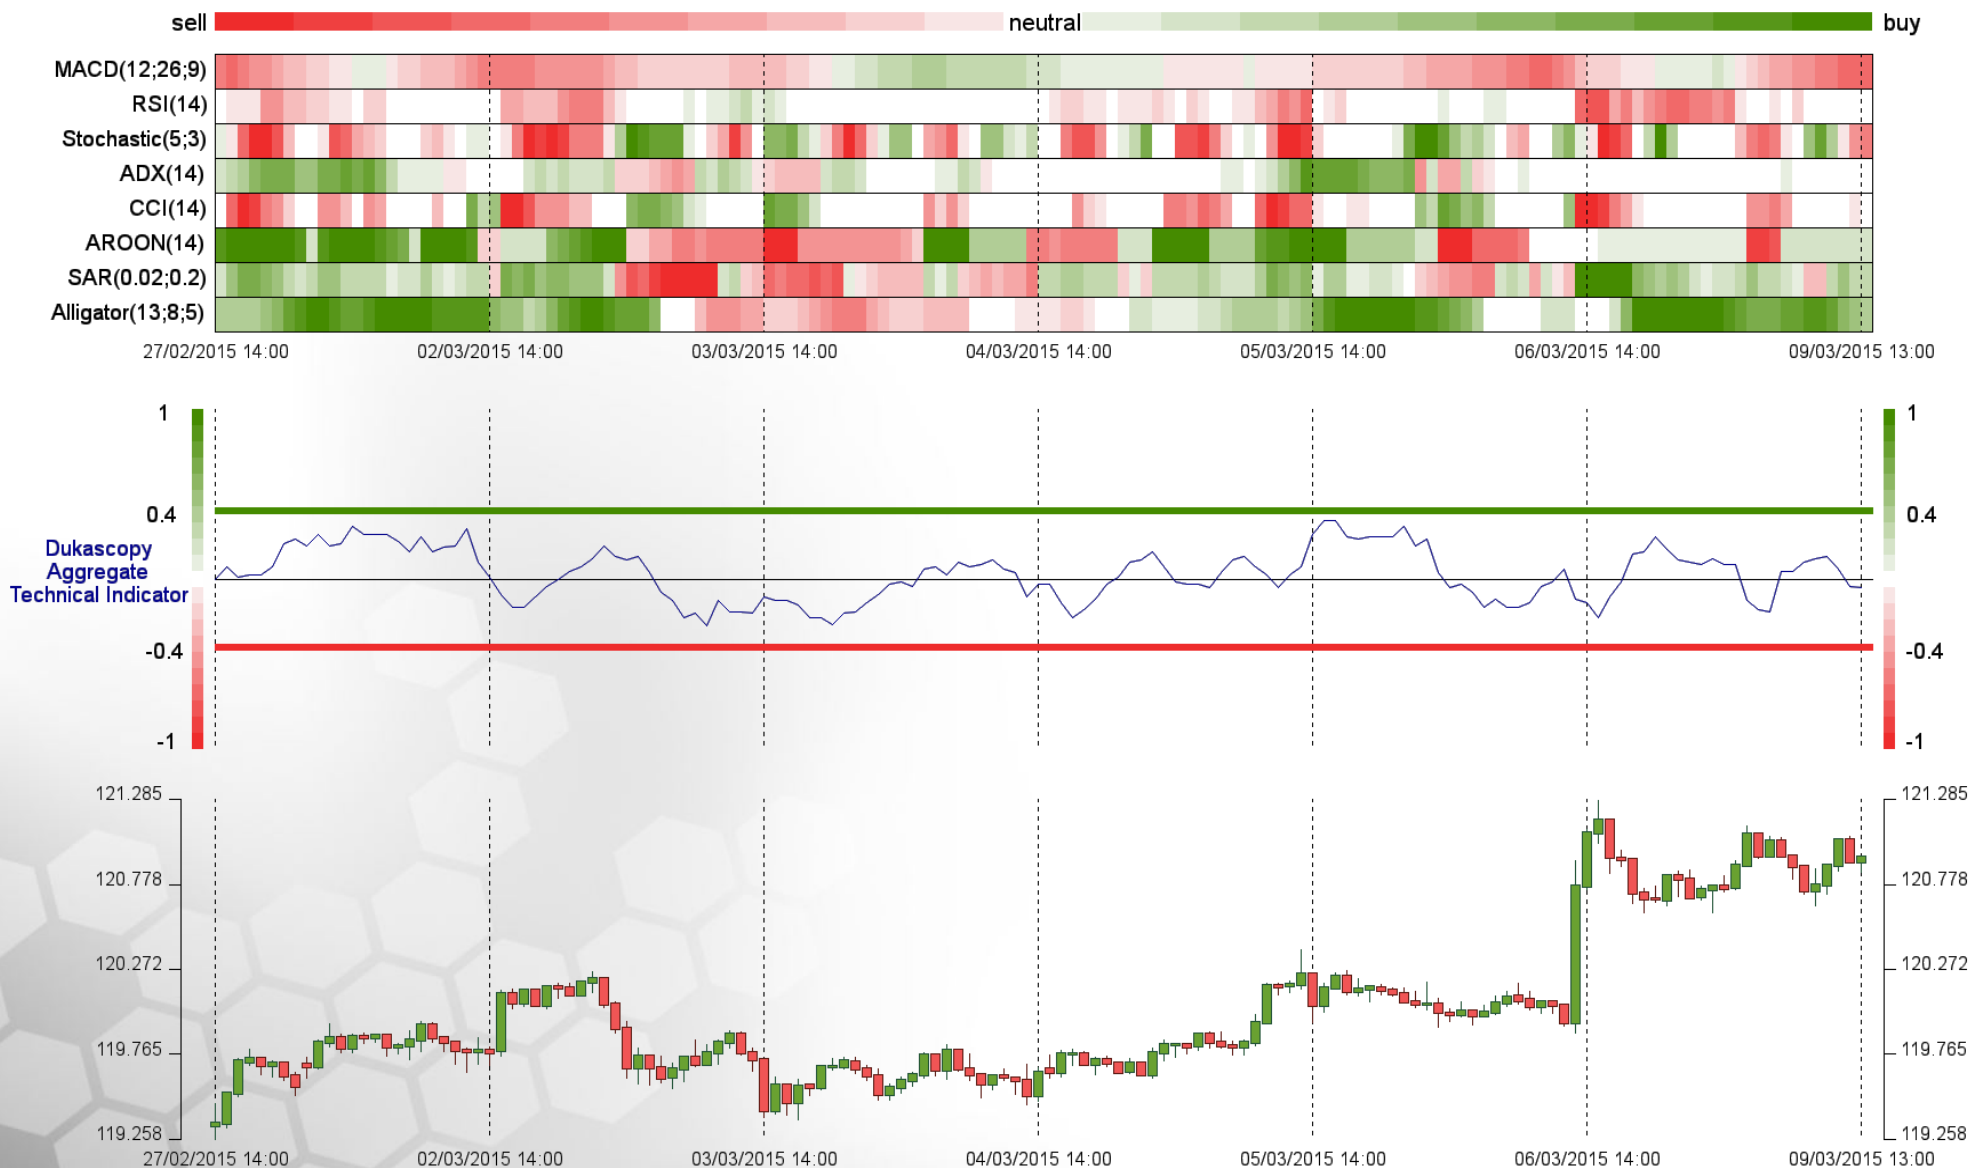 sell neutral buy
MACD(12;26;9)
RSI(14)
Stochastic(5;3)
ADX(14)
CCI(14)
AROON(14)
SAR(0.02;0.2)
Alligator(13;8;5)
27/02/2015 14:00 02/03/2015 14:00 03/03/2015 14:00 04/03/2015 14:00 05/03/2015 14:00 06/03/2015 14:00 09/03/2015 13:00
1 1
0.4 0.4
Dukascopy
Aggregate
Technical Indicator
-0.4 -0.4
-1 -1
121.285 121.285
120.778 120.778
120.272 120.272
119.765 119.765
119.258 119.258
27/02/2015 14:00 02/03/2015 14:00 03/03/2015 14:00 04/03/2015 14:00 05/03/2015 14:00 06/03/2015 14:00 09/03/2015 13:00